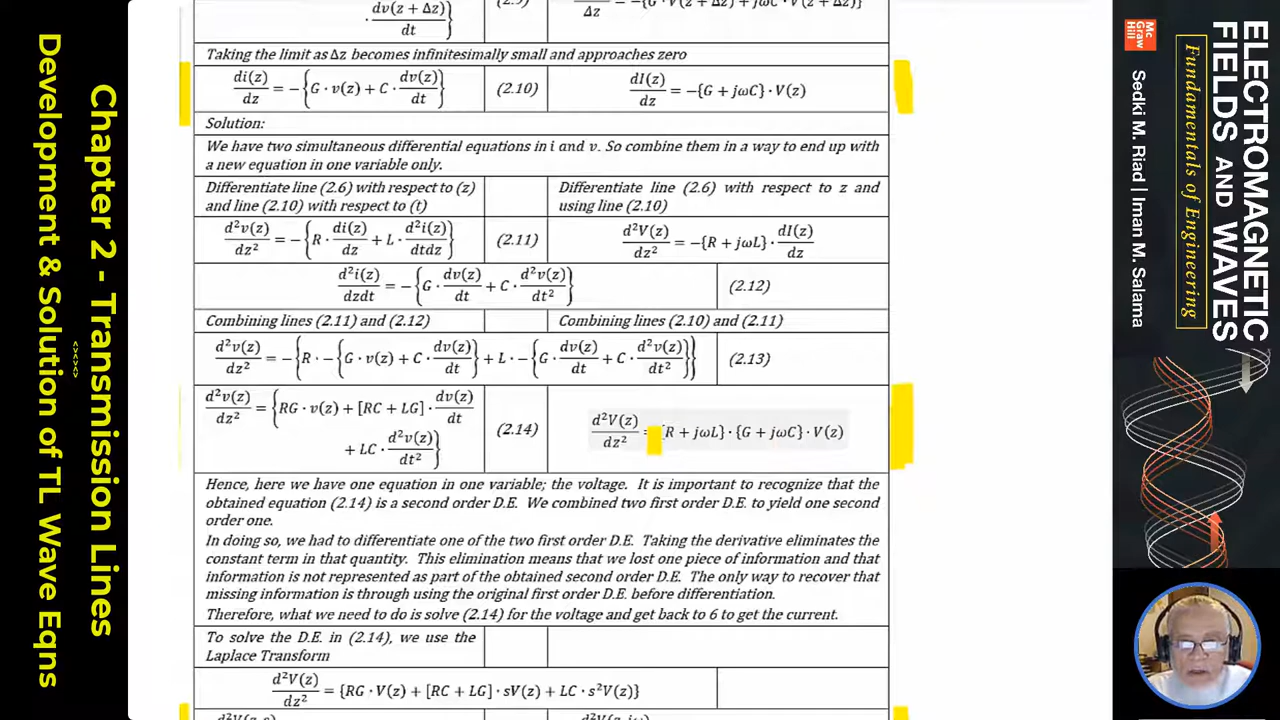 Chapter 2 - Transmission Lines
Development & Solution of TL Wave Eqns
<><><>
· dv(z + Δz)/dt}
Taking the limit as Δz becomes infinitesimally small and approaches zero
di(z)/dz = −{G · v(z) + C · dv(z)/dt} (2.10) dI(z)/dz = −{G + jωC} · V(z)
Solution:
We have two simultaneous differential equations in i and v. So combine them in a way to end up with
a new equation in one variable only.
Differentiate line (2.6) with respect to (z)
and line (2.10) with respect to (t)
Differentiate line (2.6) with respect to z and
using line (2.10)
d²v(z)/dz² = −{R · di(z)/dz + L · d²i(z)/dtdz} (2.11) d²V(z)/dz² = −{R + jωL} · dI(z)/dz
d²i(z)/dzdt = −{G · dv(z)/dt + C · d²v(z)/dt²} (2.12)
Combining lines (2.11) and (2.12) Combining lines (2.10) and (2.11)
d²v(z)/dz² = −{R · −{G · v(z) + C · dv(z)/dt} + L · −{G · dv(z)/dt + C · d²v(z)/dt²}} (2.13)
d²v(z)/dz² = {RG · v(z) + [RC + LG] · dv(z)/dt
+ LC · d²v(z)/dt²} (2.14) d²V(z)/dz² = {R + jωL} · {G + jωC} · V(z)
Hence, here we have one equation in one variable; the voltage. It is important to recognize that the
obtained equation (2.14) is a second order D.E. We combined two first order D.E. to yield one second
order one.
In doing so, we had to differentiate one of the two first order D.E. Taking the derivative eliminates the
constant term in that quantity. This elimination means that we lost one piece of information and that
information is not represented as part of the obtained second order D.E. The only way to recover that
missing information is through using the original first order D.E. before differentiation.
Therefore, what we need to do is solve (2.14) for the voltage and get back to 6 to get the current.
To solve the D.E. in (2.14), we use the
Laplace Transform
d²V(z)/dz² = {RG · V(z) + [RC + LG] · sV(z) + LC · s²V(z)}
ELECTROMAGNETIC
FIELDS AND WAVES
Fundamentals of Engineering
Mc
Graw
Hill
Sedki M. Riad | Iman M. Salama